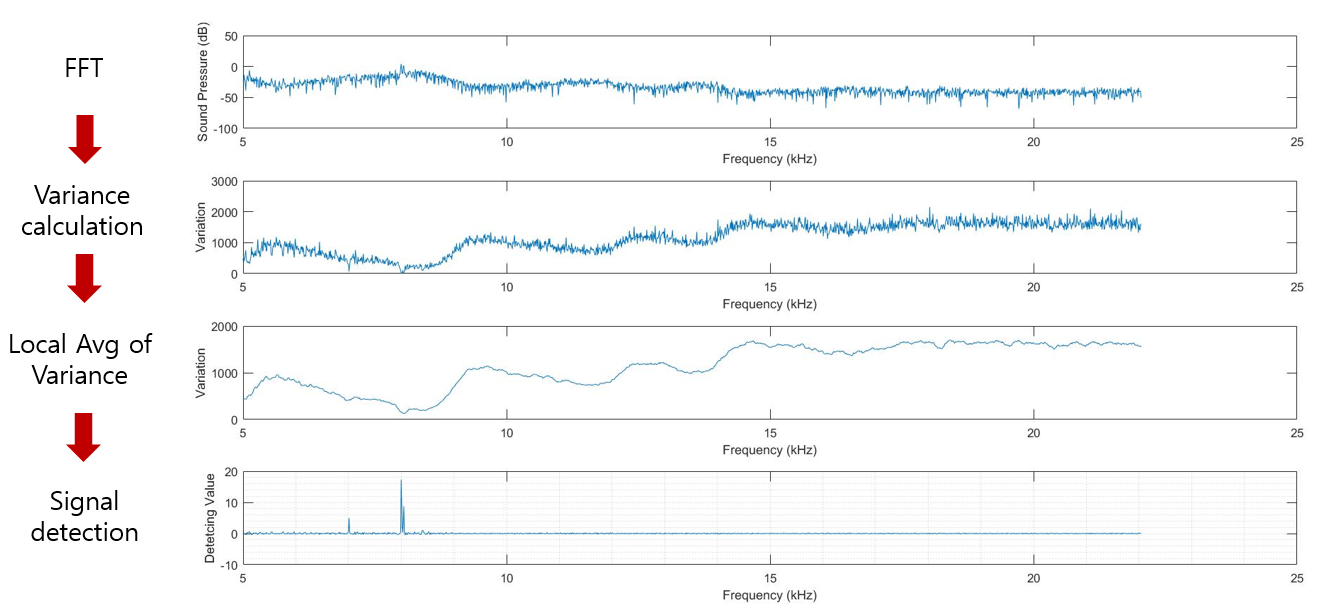 FFT
Variance
calculation
Local Avg of
Variance
Signal
detection
Sound Pressure (dB)
50
0
-50
-100
5
10
15
20
25
Frequency (kHz)
Variation
3000
2000
1000
0
5
10
15
20
25
Frequency (kHz)
Variation
2000
1000
0
5
10
15
20
25
Frequency (kHz)
Detetcing Value
20
10
0
-10
5
10
15
20
25
Frequency (kHz)